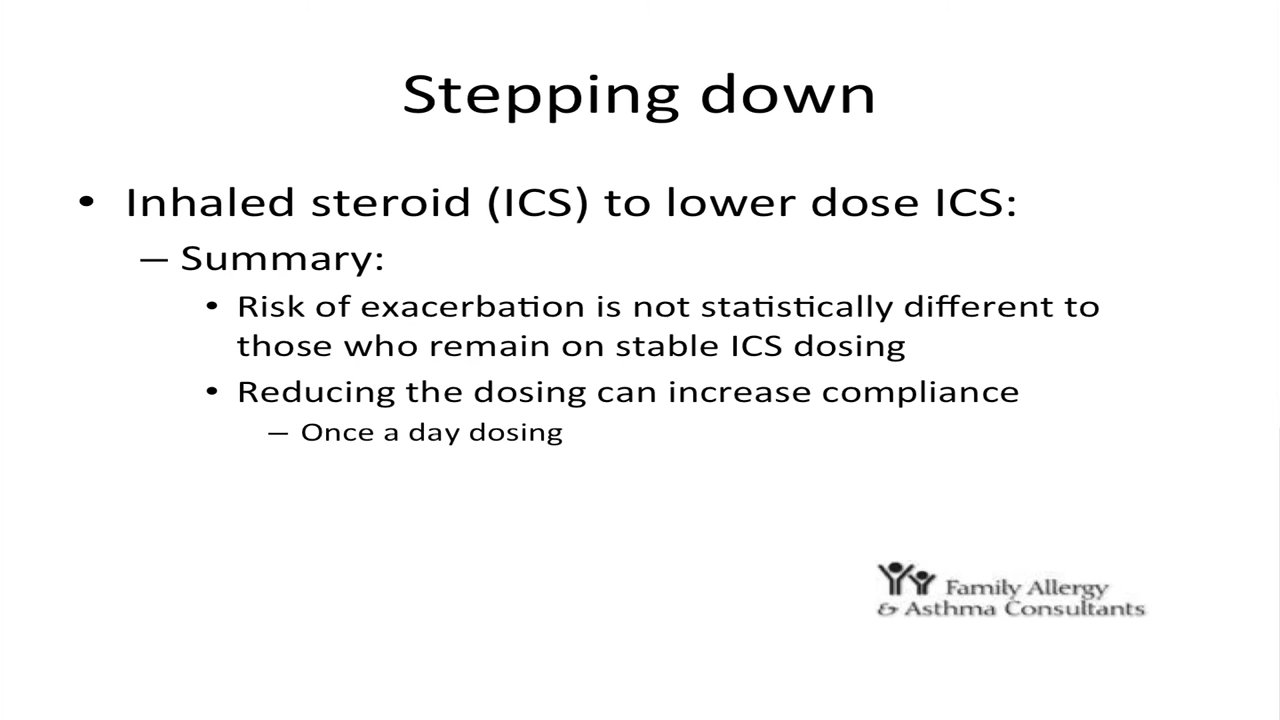 Stepping down
• Inhaled steroid (ICS) to lower dose ICS:
– Summary:
• Risk of exacerbation is not statistically different to
those who remain on stable ICS dosing
• Reducing the dosing can increase compliance
– Once a day dosing
Family Allergy
& Asthma Consultants